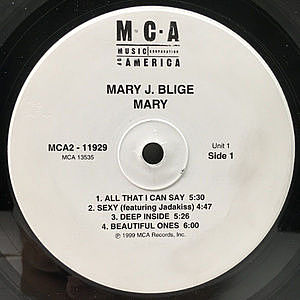 M·C·A
MUSIC CORPORATION
OF AMERICA
MARY J. BLIGE
MARY
MCA2 - 11929
MCA 13535
Unit 1
Side 1
1. ALL THAT I CAN SAY 5:30
2. SEXY (featuring Jadakiss) 4:47
3. DEEP INSIDE 5:26
4. BEAUTIFUL ONES 6:00
℗ 1999 MCA Records, Inc.